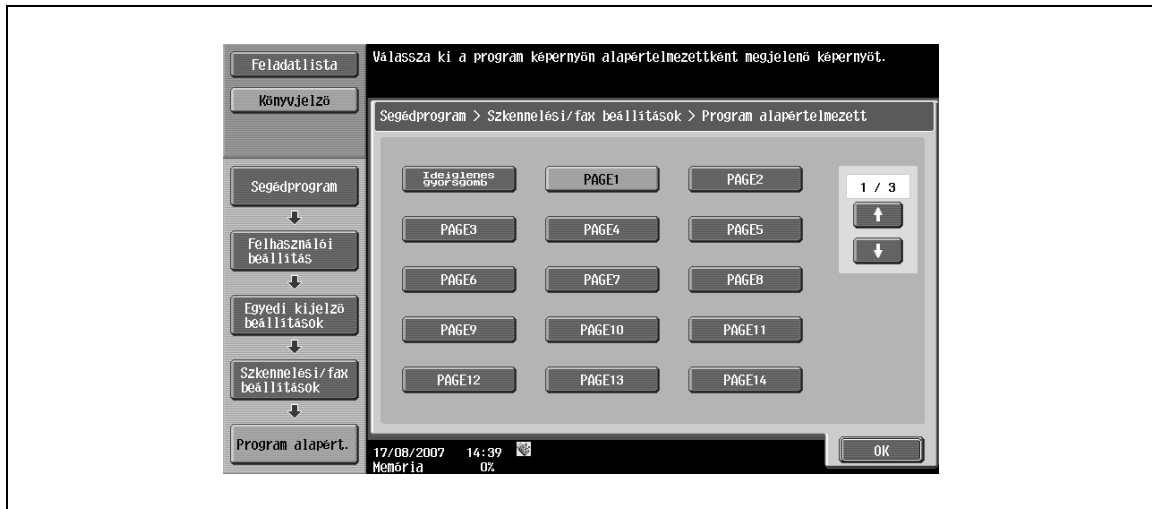 Feladatlista
Könyvjelző
Válassza ki a program képernyőn alapértelmezettként megjelenő képernyőt.
Segédprogram > Szkennelési/fax beállítások > Program alapértelmezett
Segédprogram
Felhasználói
beállítás
Egyedi kijelző
beállítások
Szkennelési/fax
beállítások
Program alapért.
Ideiglenes
gyorsgomb
PAGE1
PAGE2
1 / 3
PAGE3
PAGE4
PAGE5
PAGE6
PAGE7
PAGE8
PAGE9
PAGE10
PAGE11
PAGE12
PAGE13
PAGE14
17/08/2007 14:39
Memória 0%
OK